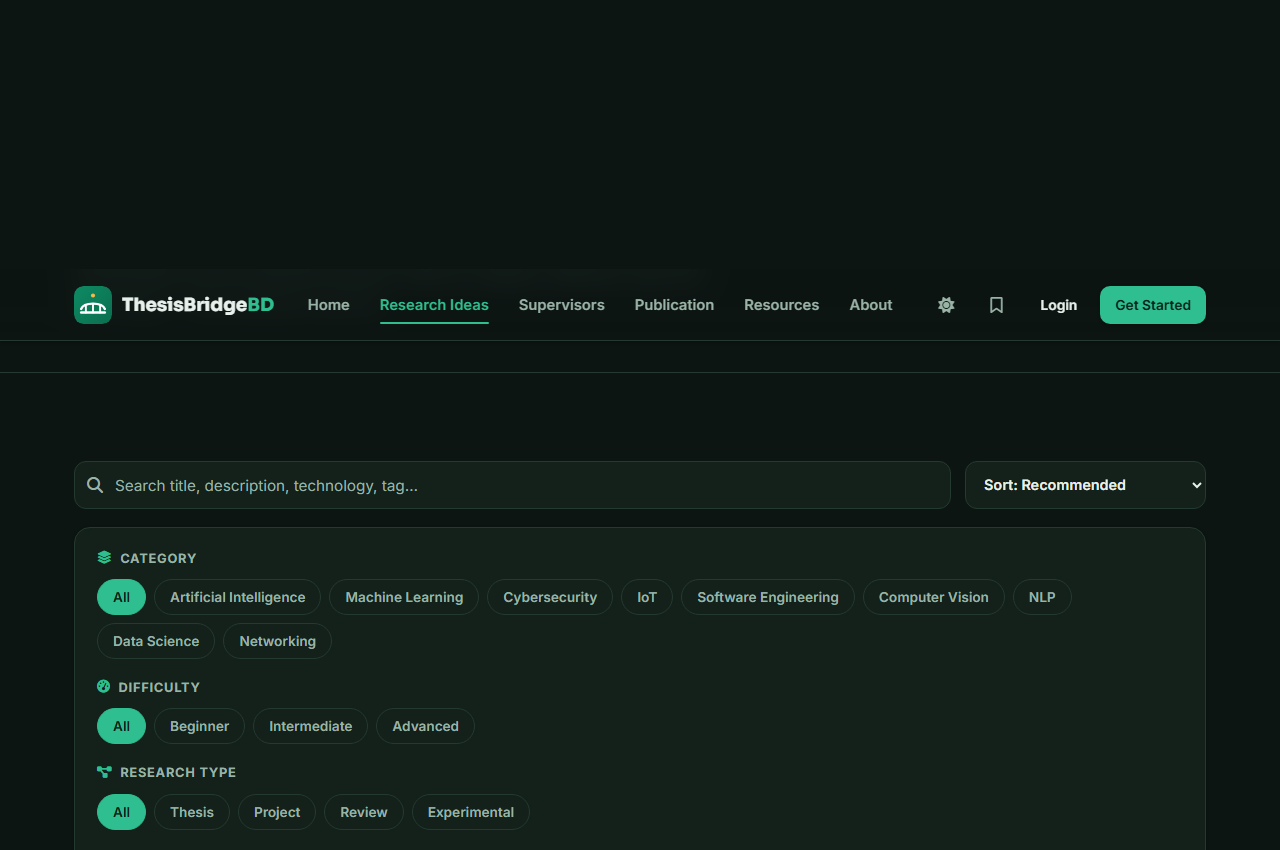 ThesisBridgeBD Home Research Ideas Supervisors Publication Resources About Login Get Started
Search title, description, technology, tag... Sort: Recommended
CATEGORY
All Artificial Intelligence Machine Learning Cybersecurity IoT Software Engineering Computer Vision NLP
Data Science Networking
DIFFICULTY
All Beginner Intermediate Advanced
RESEARCH TYPE
All Thesis Project Review Experimental